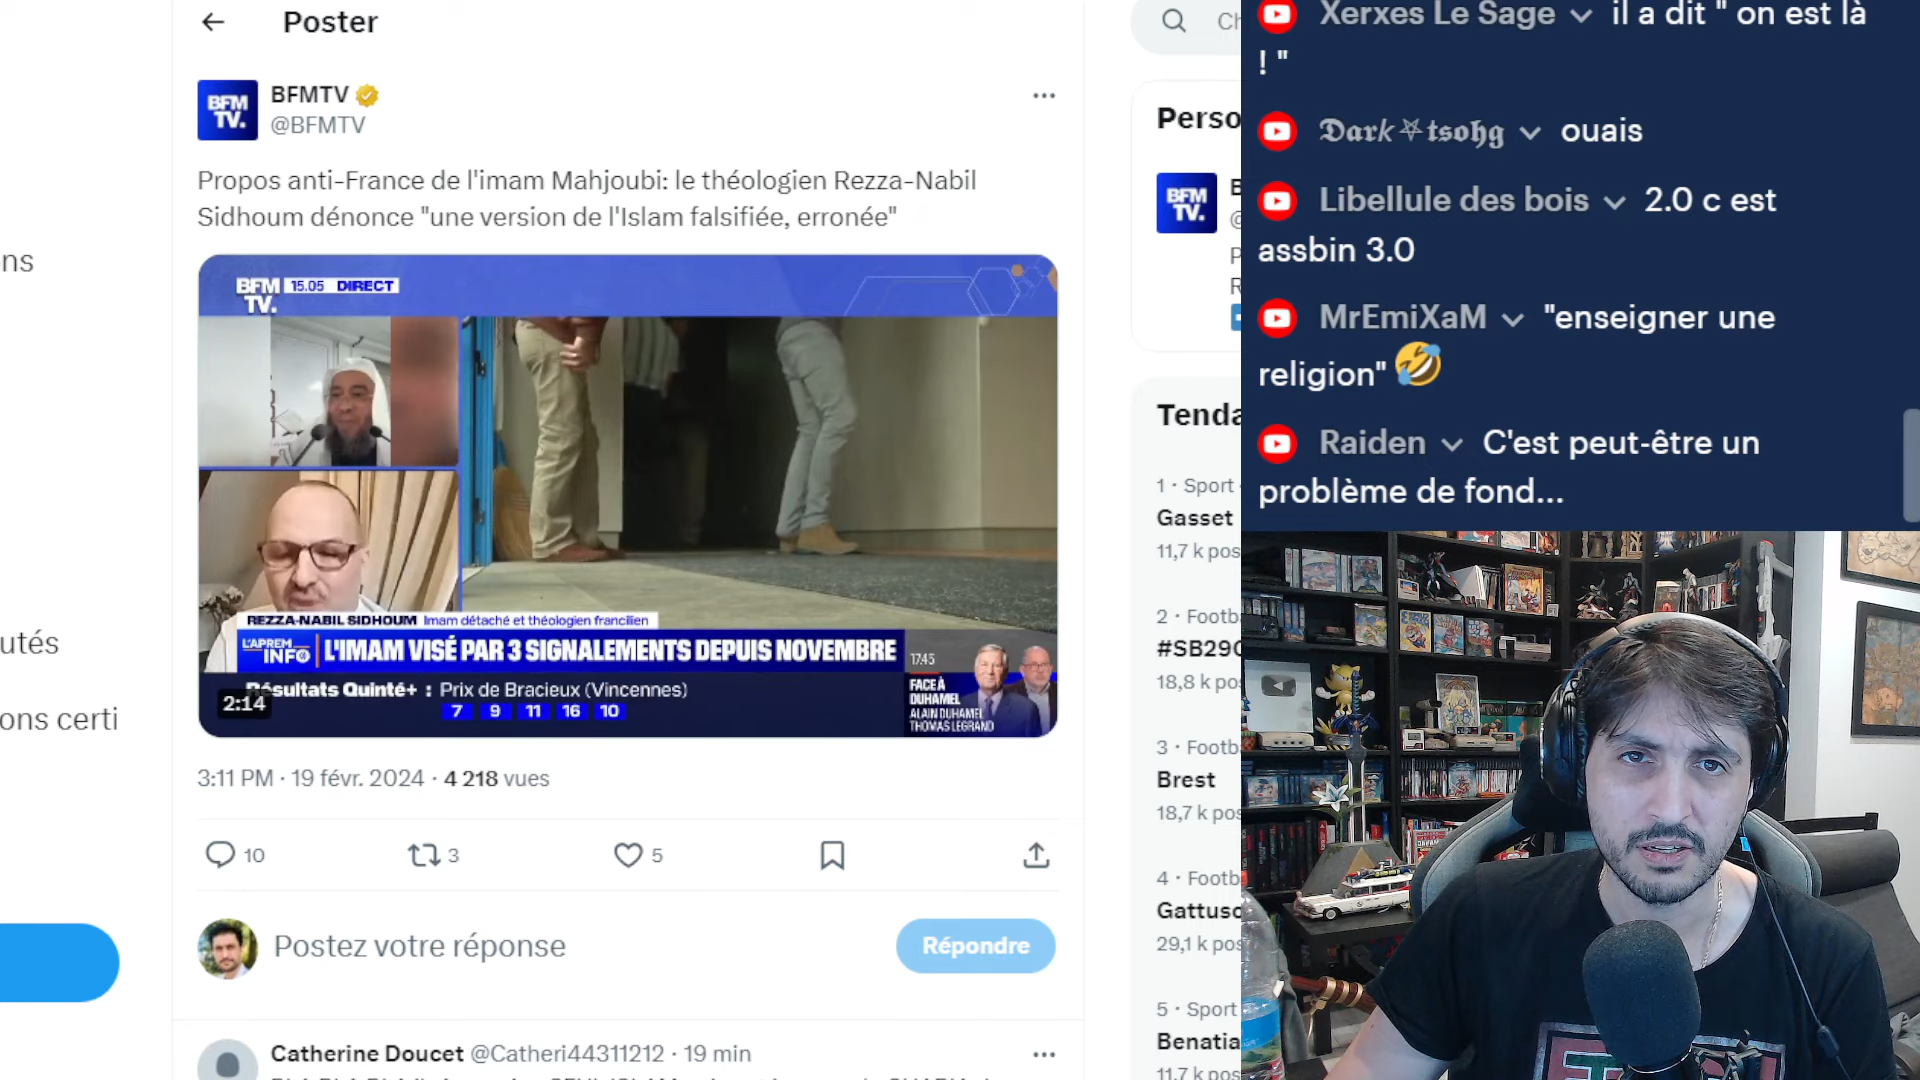 Poster
BFM
TV.
BFMTV
@BFMTV
Propos anti-France de l'imam Mahjoubi: le théologien Rezza-Nabil
Sidhoum dénonce "une version de l'Islam falsifiée, erronée"
BFM
TV.
15.05 DIRECT
REZZA-NABIL SIDHOUM Imam détaché et théologien francilien
L'APREM
INFO
L'IMAM VISÉ PAR 3 SIGNALEMENTS DEPUIS NOVEMBRE
Résultats Quinté+ : Prix de Bracieux (Vincennes)
7 9 11 16 10
2:14
17.45
FACE À
DUHAMEL
ALAIN DUHAMEL
THOMAS LEGRAND
3:11 PM · 19 févr. 2024 · 4 218 vues
10
3
5
Postez votre réponse
Répondre
Catherine Doucet @Catheri44311212 · 19 min
ns
utés
ons certi
Ch
Perso
BFM
TV.
B
@
P
R
Tenda
1 · Sport ·
Gasset
11,7 k pos
2 · Footb
#SB29
18,8 k pos
3 · Footb
Brest
18,7 k pos
4 · Footb
Gattuso
29,1 k pos
5 · Sport
Benatia
11,7 k pos
Xerxes Le Sage il a dit " on est là
! "
𝕯𝖆𝖗𝖐⛧𝖙𝖘𝖔𝖍𝖌 ouais
Libellule des bois 2.0 c est
assbin 3.0
MrEmiXaM "enseigner une
religion" 🤣
Raiden C'est peut-être un
problème de fond...